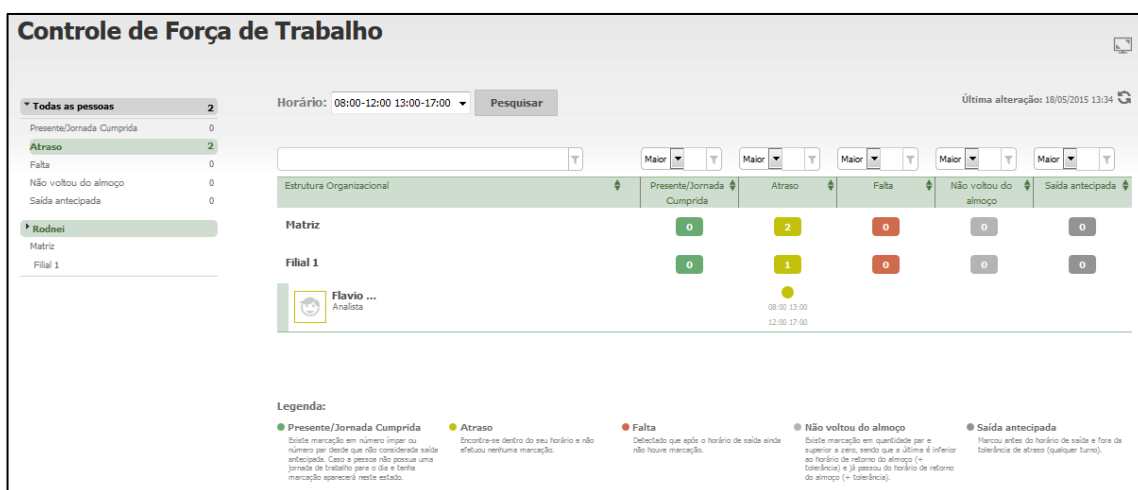 Controle de Força de Trabalho
Todas as pessoas 2
Presente/Jornada Cumprida 0
Atraso 2
Falta 0
Não voltou do almoço 0
Saída antecipada 0
Rodnei
Matriz
Filial 1
Horário: 08:00-12:00 13:00-17:00 Pesquisar
Última alteração: 18/05/2015 13:34
Maior Maior Maior Maior Maior
Estrutura Organizacional Presente/Jornada Cumprida Atraso Falta Não voltou do almoço Saída antecipada
Matriz 0 2 0 0 0
Filial 1 0 1 0 0 0
Flavio ...
Analista
08:00 13:00
12:00 17:00
Legenda:
Presente/Jornada Cumprida
Existe marcação em número ímpar ou
número par desde que não considerada saída
antecipada. Caso a pessoa não possua uma
jornada de trabalho para o dia e tenha
marcação aparecerá neste estado.
Atraso
Encontra-se dentro do seu horário e não
efetuou nenhuma marcação.
Falta
Detectado que após o horário de saída ainda
não houve marcação.
Não voltou do almoço
Existe marcação em quantidade par e
superior a zero, sendo que a última é inferior
ao horário de retorno do almoço (+
tolerância) e já passou do horário de retorno
do almoço (+ tolerância).
Saída antecipada
Marcou antes do horário de saída e fora da
tolerância de atraso (qualquer turno).